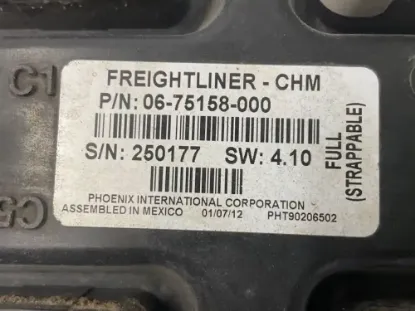 C1
FREIGHTLINER - CHM
P/N: 06-75158-000
S/N: 250177 SW: 4.10
FULL
(STRAPPABLE)
PHOENIX INTERNATIONAL CORPORATION
ASSEMBLED IN MEXICO 01/07/12 PHT90206502
C5